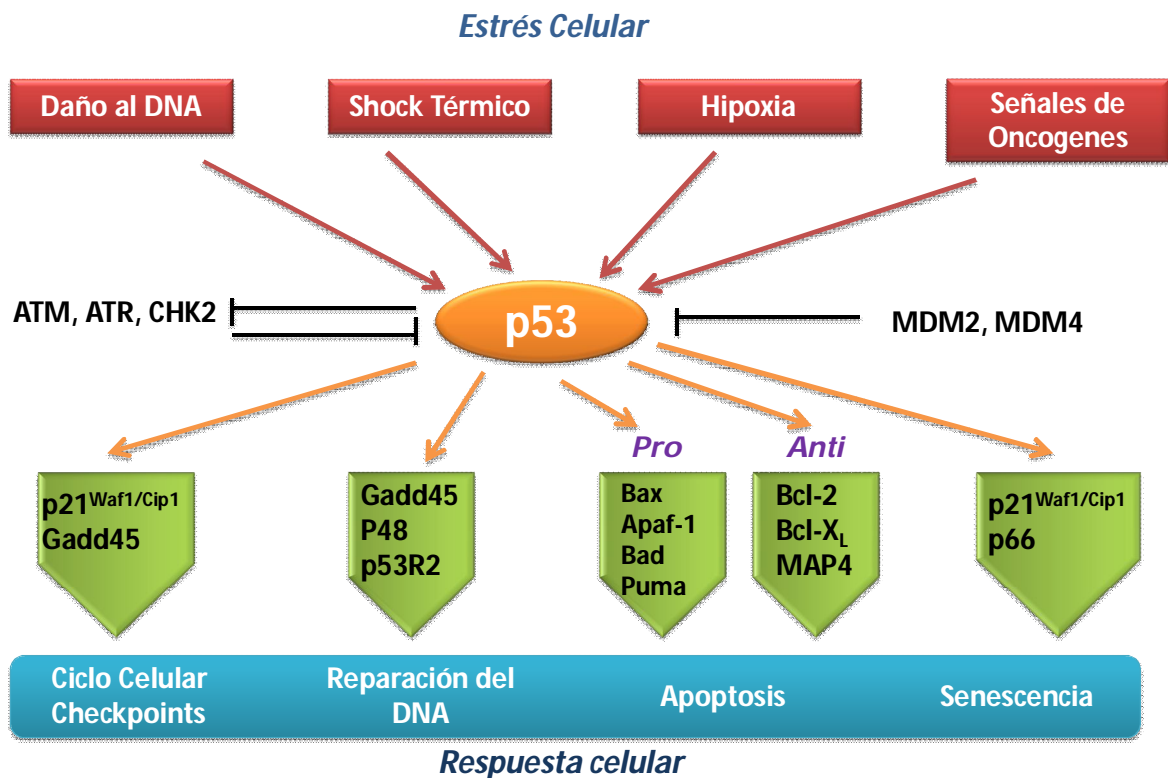 Estrés Celular
Daño al DNA
Shock Térmico
Hipoxia
Señales de
Oncogenes
ATM, ATR, CHK2
p53
MDM2, MDM4
Pro
Anti
p21Waf1/Cip1
Gadd45
Gadd45
P48
p53R2
Bax
Apaf-1
Bad
Puma
Bcl-2
Bcl-XL
MAP4
p21Waf1/Cip1
p66
Ciclo Celular
Checkpoints
Reparación del
DNA
Apoptosis
Senescencia
Respuesta celular